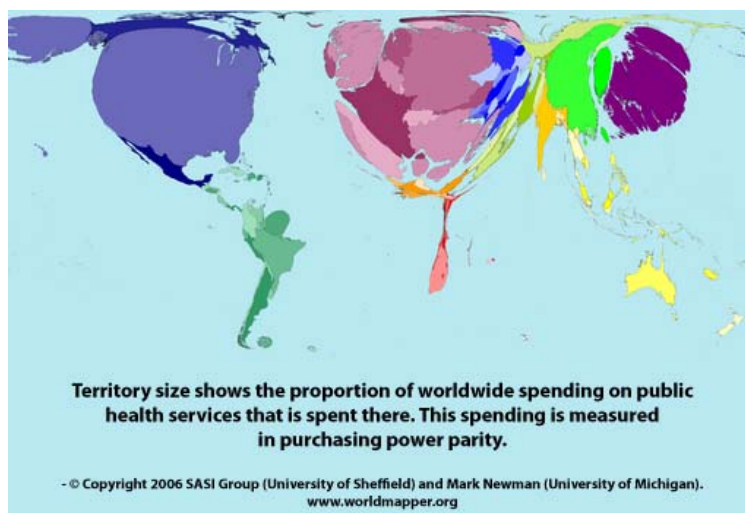 Territory size shows the proportion of worldwide spending on public
health services that is spent there. This spending is measured
in purchasing power parity.
- © Copyright 2006 SASI Group (University of Sheffield) and Mark Newman (University of Michigan).
www.worldmapper.org